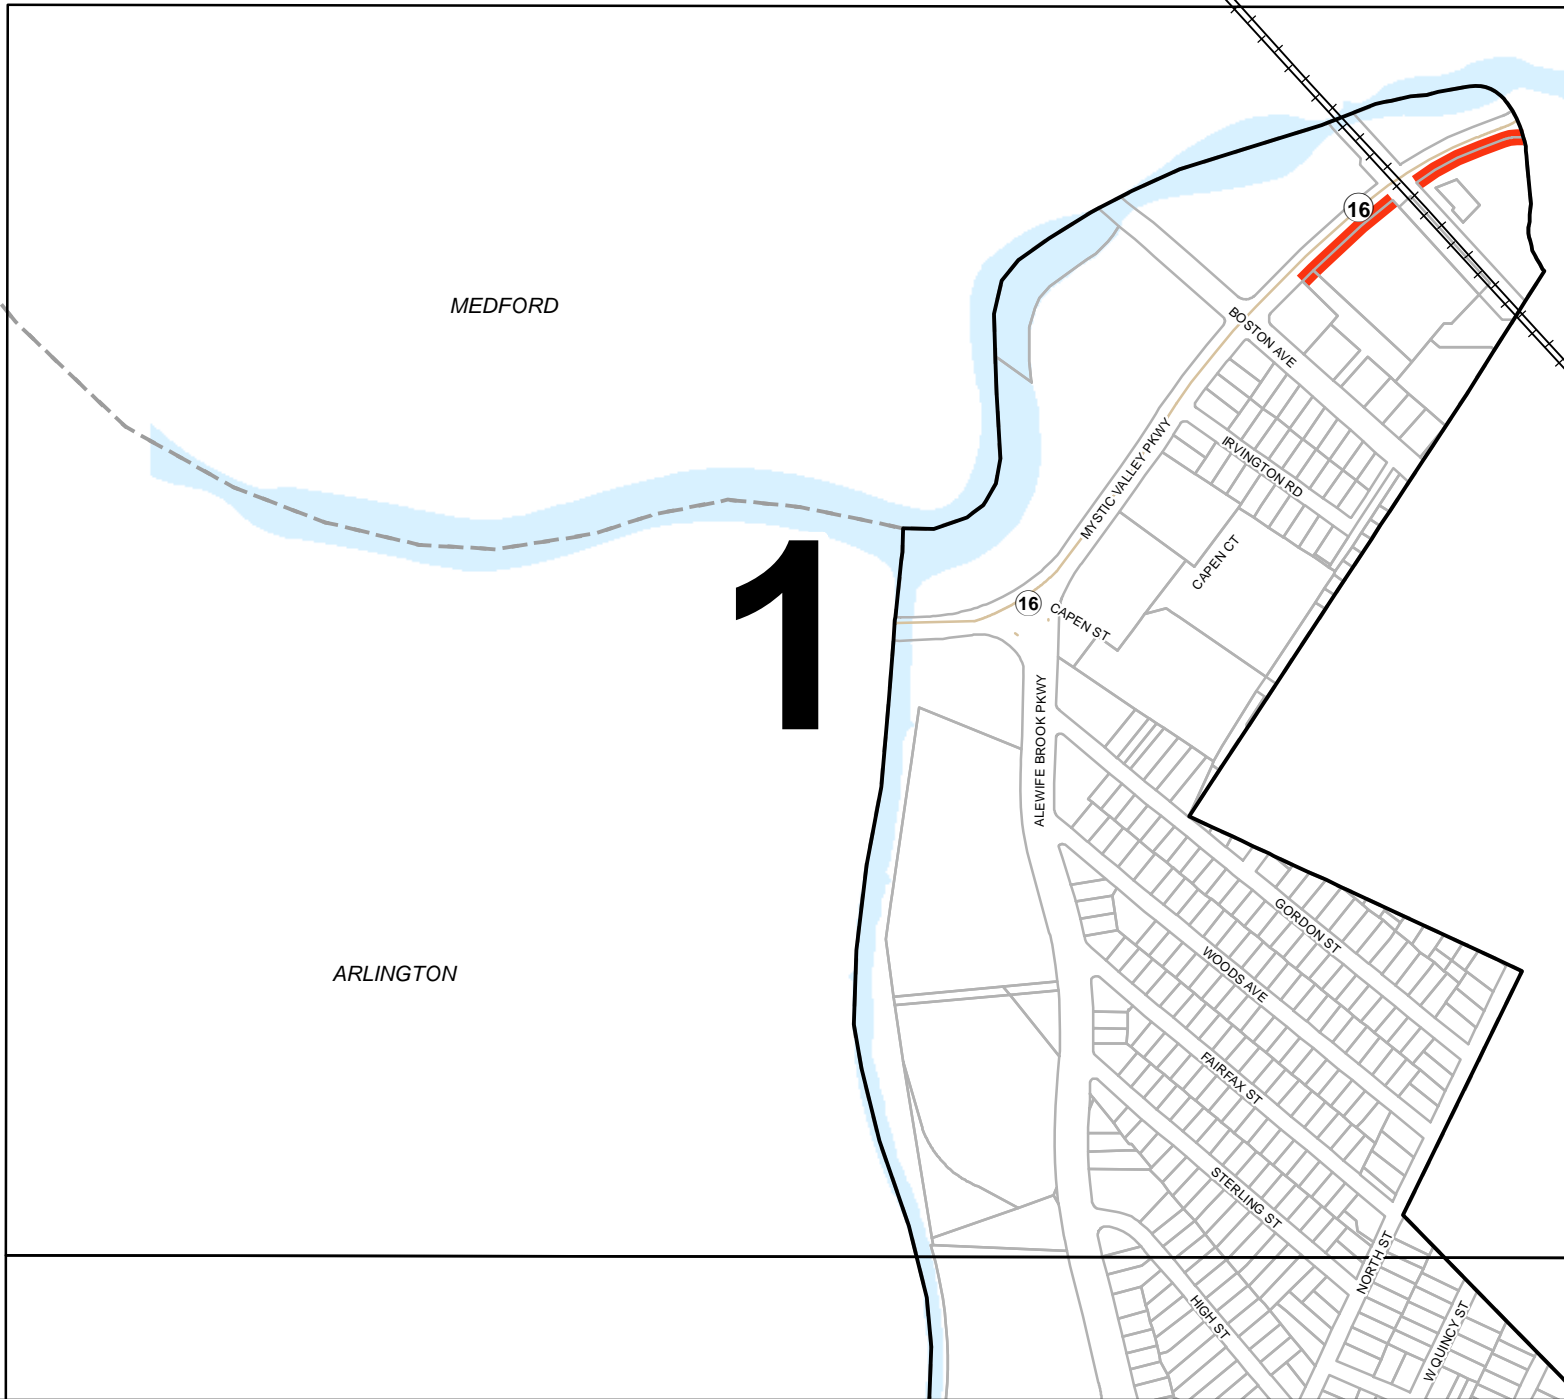 16
MEDFORD
BOSTON AVE
IRVINGTON RD
MYSTIC VALLEY PKWY
1
CAPEN CT
16
CAPEN ST
ALEWIFE BROOK PKWY
GORDON ST
WOODS AVE
ARLINGTON
FAIRFAX ST
STERLING ST
NORTH ST
HIGH ST
W QUINCY ST